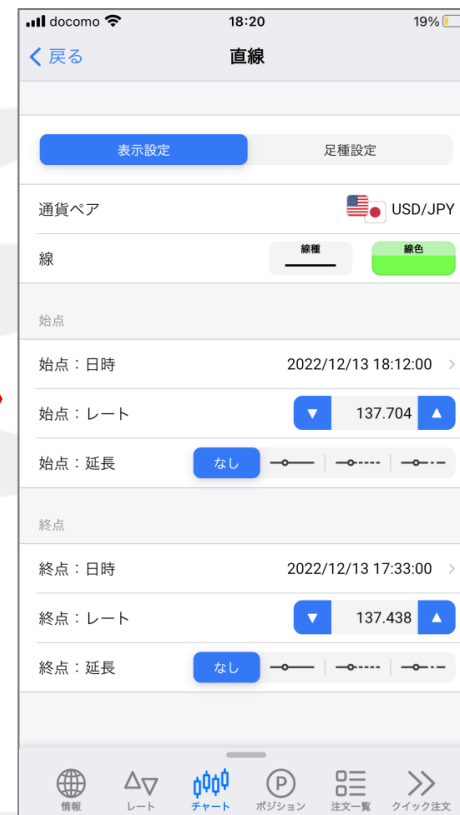 docomo 18:20 19%
戻る 直線
表示設定 足種設定
通貨ペア USD/JPY
線 線種 線色
始点
始点：日時 2022/12/13 18:12:00
始点：レート ▼ 137.704 ▲
始点：延長 なし
終点
終点：日時 2022/12/13 17:33:00
終点：レート ▼ 137.438 ▲
終点：延長 なし
情報 レート チャート ポジション 注文一覧 クイック注文